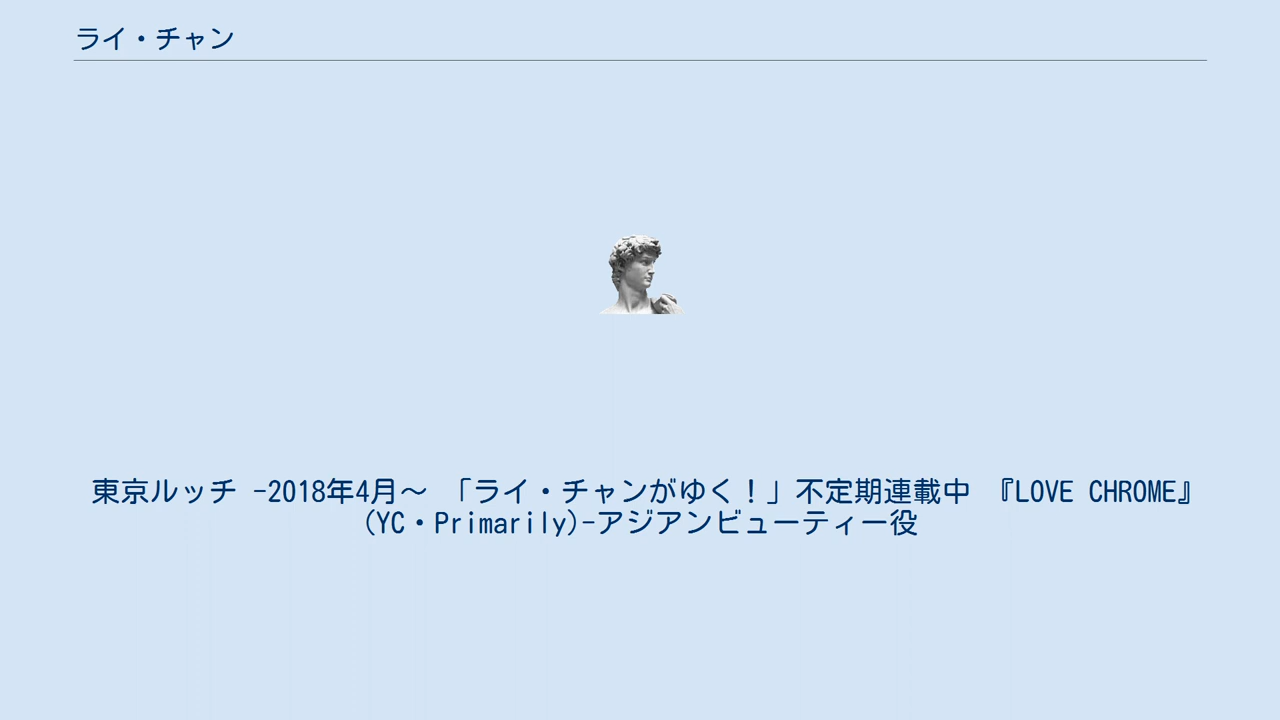 ライ・チャン
東京ルッチ -2018年4月～ 「ライ・チャンがゆく！」不定期連載中 『LOVE CHROME』
(YC・Primarily)-アジアンビューティー役